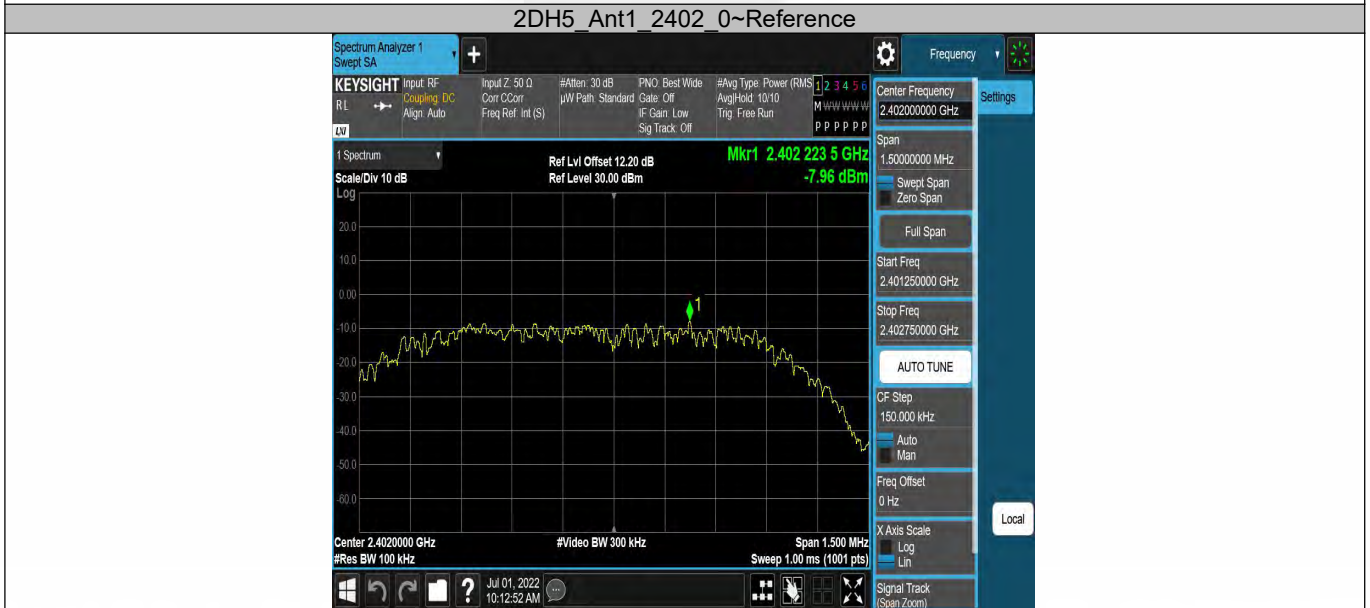 2DH5_Ant1_2402_0~Reference
Spectrum Analyzer 1
Swept SA
+
Frequency
KEYSIGHT
RL
LXI
Input: RF
Coupling: DC
Align: Auto
Input Z: 50 Ω
Corr CCorr
Freq Ref: Int (S)
#Atten: 30 dB
µW Path: Standard
PNO: Best Wide
Gate: Off
IF Gain: Low
Sig Track: Off
#Avg Type: Power (RMS
Avg|Hold: 10/10
Trig: Free Run
1 2 3 4 5 6
M W W W W W
P P P P P P
1 Spectrum
Scale/Div 10 dB
Log
Ref Lvl Offset 12.20 dB
Ref Level 30.00 dBm
Mkr1 2.402 223 5 GHz
-7.96 dBm
20.0
10.0
0.00
-10.0
-20.0
-30.0
-40.0
-50.0
-60.0
1
Center 2.4020000 GHz
#Res BW 100 kHz
#Video BW 300 kHz
Span 1.500 MHz
Sweep 1.00 ms (1001 pts)
?
Jul 01, 2022
10:12:52 AM
Center Frequency
2.402000000 GHz
Span
1.50000000 MHz
Swept Span
Zero Span
Full Span
Start Freq
2.401250000 GHz
Stop Freq
2.402750000 GHz
AUTO TUNE
CF Step
150.000 kHz
Auto
Man
Freq Offset
0 Hz
X Axis Scale
Log
Lin
Signal Track
(Span Zoom)
Settings
Local